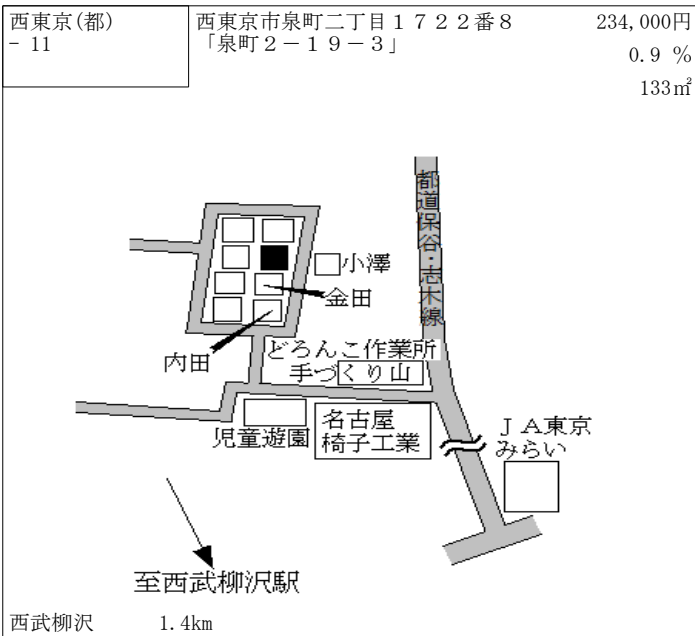 西東京(都)
- 11
西東京市泉町二丁目１７２２番８
「泉町２－１９－３」
234,000円
0.9 %
133㎡
都道保谷・志木線
小澤
金田
内田
どろんこ作業所
手づくり山
児童遊園
名古屋
椅子工業
ＪＡ東京
みらい
至西武柳沢駅
西武柳沢 1.4km